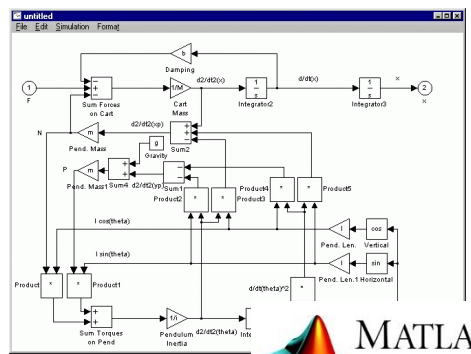 untitled
File Edit Simulation Format
b
Damping
1
F
Sum Forces
on Cart
1/M
Cart
Mass
d2/dt2(x)
1
s
Integrator2
d/dt(x)
1
s
Integrator3
x
2
x
N
m
Pend. Mass
d2/dt2(xp)
Sum2
g
Gravity
P
m
Pend. Mass1
Sum4
d2/dt2(yp)
Sum1
Product2
Product3
Product4
Product5
l cos(theta)
l
Pend. Len.
cos
Vertical
l sin(theta)
l
Pend. Len.1
sin
Horizontal
Product
Product1
d/dt(theta)^2
Sum Torques
on Pend
1/i
Pendulum
Inertia
d2/dt2(theta)
MATLA